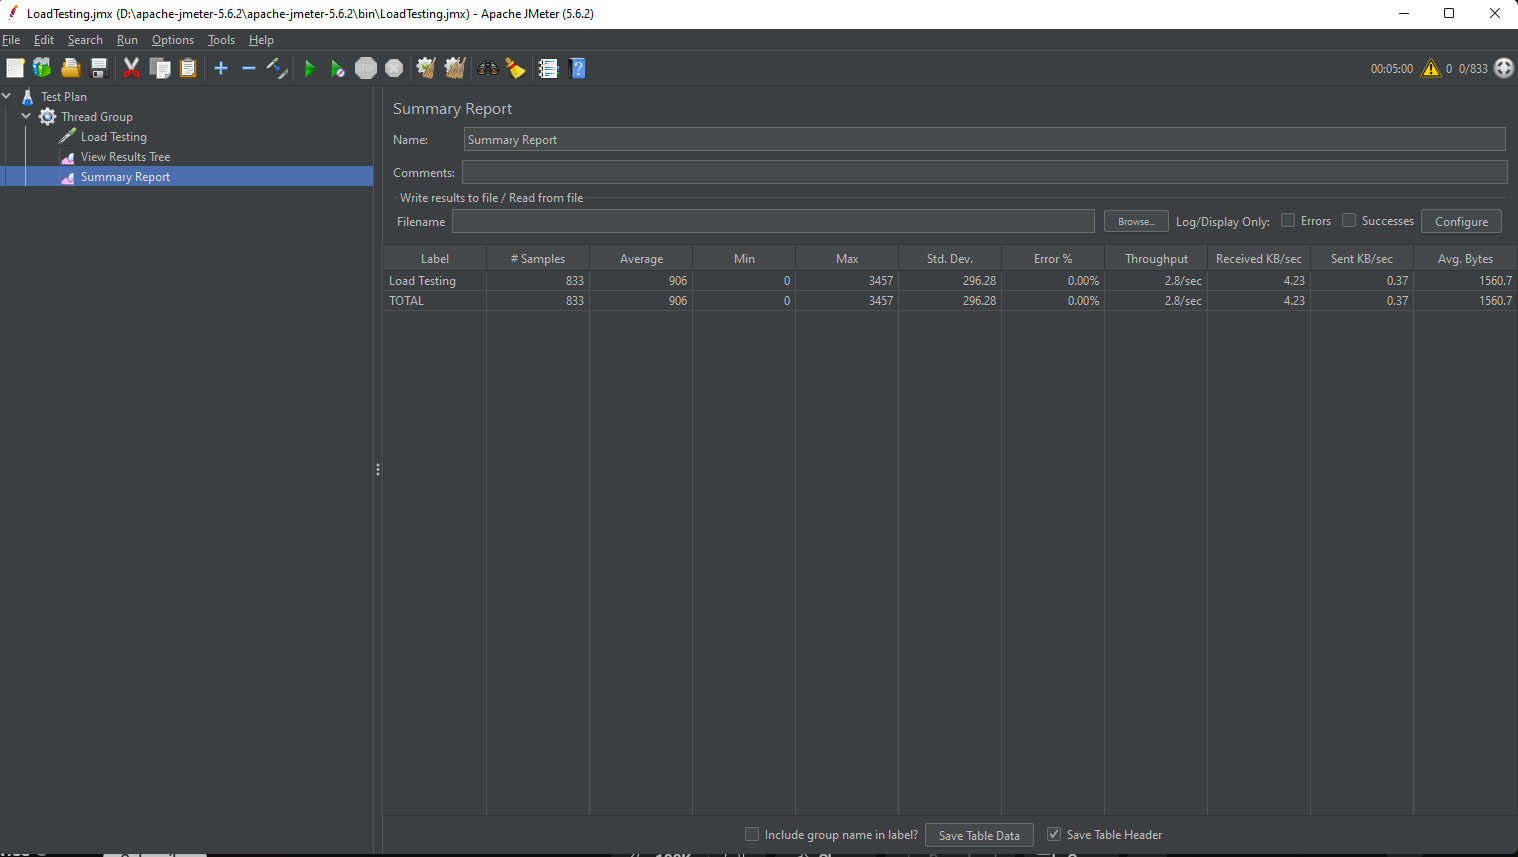 LoadTesting.jmx (D:\apache-jmeter-5.6.2\apache-jmeter-5.6.2\bin\LoadTesting.jmx) - Apache JMeter (5.6.2)
File Edit Search Run Options Tools Help
00:05:00 0 0/833
Test Plan
Thread Group
Load Testing
View Results Tree
Summary Report
Summary Report
Name: Summary Report
Comments:
Write results to file / Read from file
Filename Browse... Log/Display Only: Errors Successes Configure
Label # Samples Average Min Max Std. Dev. Error % Throughput Received KB/sec Sent KB/sec Avg. Bytes
Load Testing 833 906 0 3457 296.28 0.00% 2.8/sec 4.23 0.37 1560.7
TOTAL 833 906 0 3457 296.28 0.00% 2.8/sec 4.23 0.37 1560.7
Include group name in label? Save Table Data Save Table Header